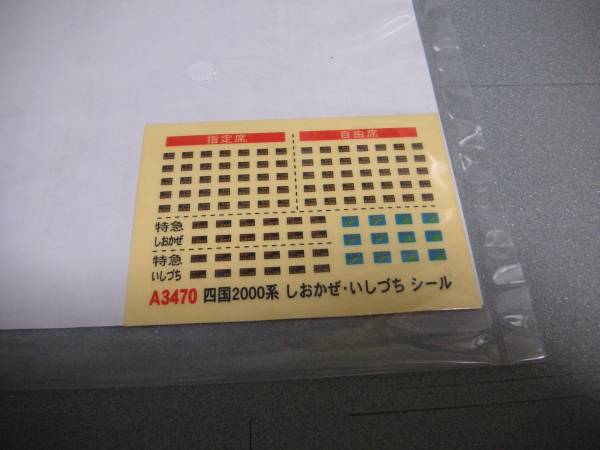 指定席 自由席
特急
しおかぜ
特急
いしづち
A3470 四国2000系 しおかぜ・いしづち シール